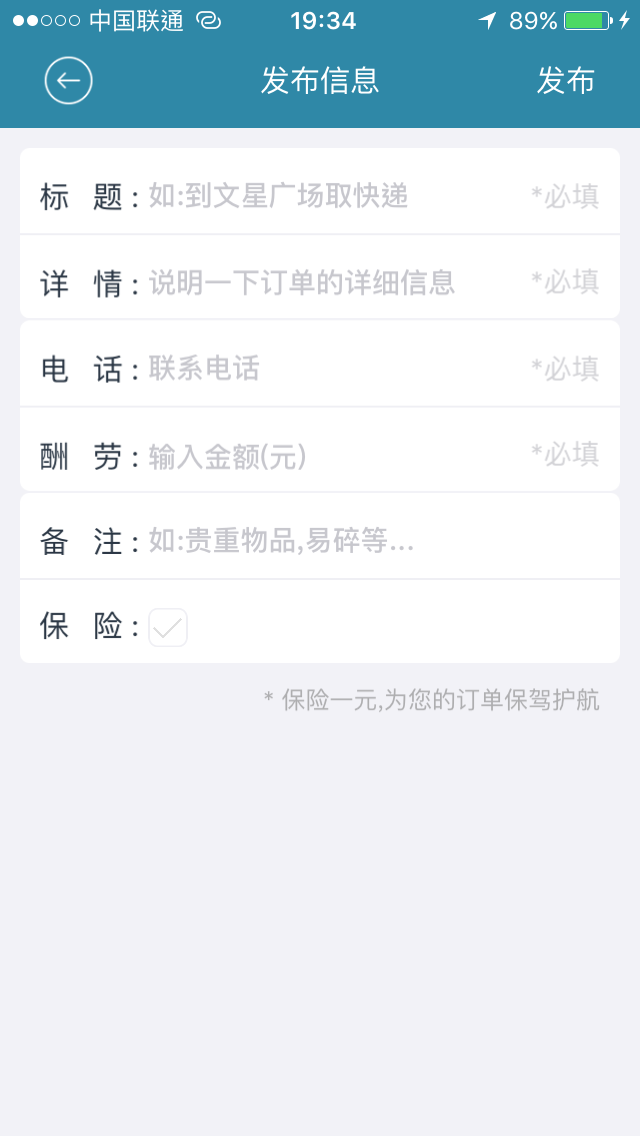 中国联通 19:34 89%
发布信息 发布
标 题 : 如:到文星广场取快递 *必填
详 情 : 说明一下订单的详细信息 *必填
电 话 : 联系电话 *必填
酬 劳 : 输入金额(元) *必填
备 注 : 如:贵重物品,易碎等...
保 险 :
* 保险一元,为您的订单保驾护航